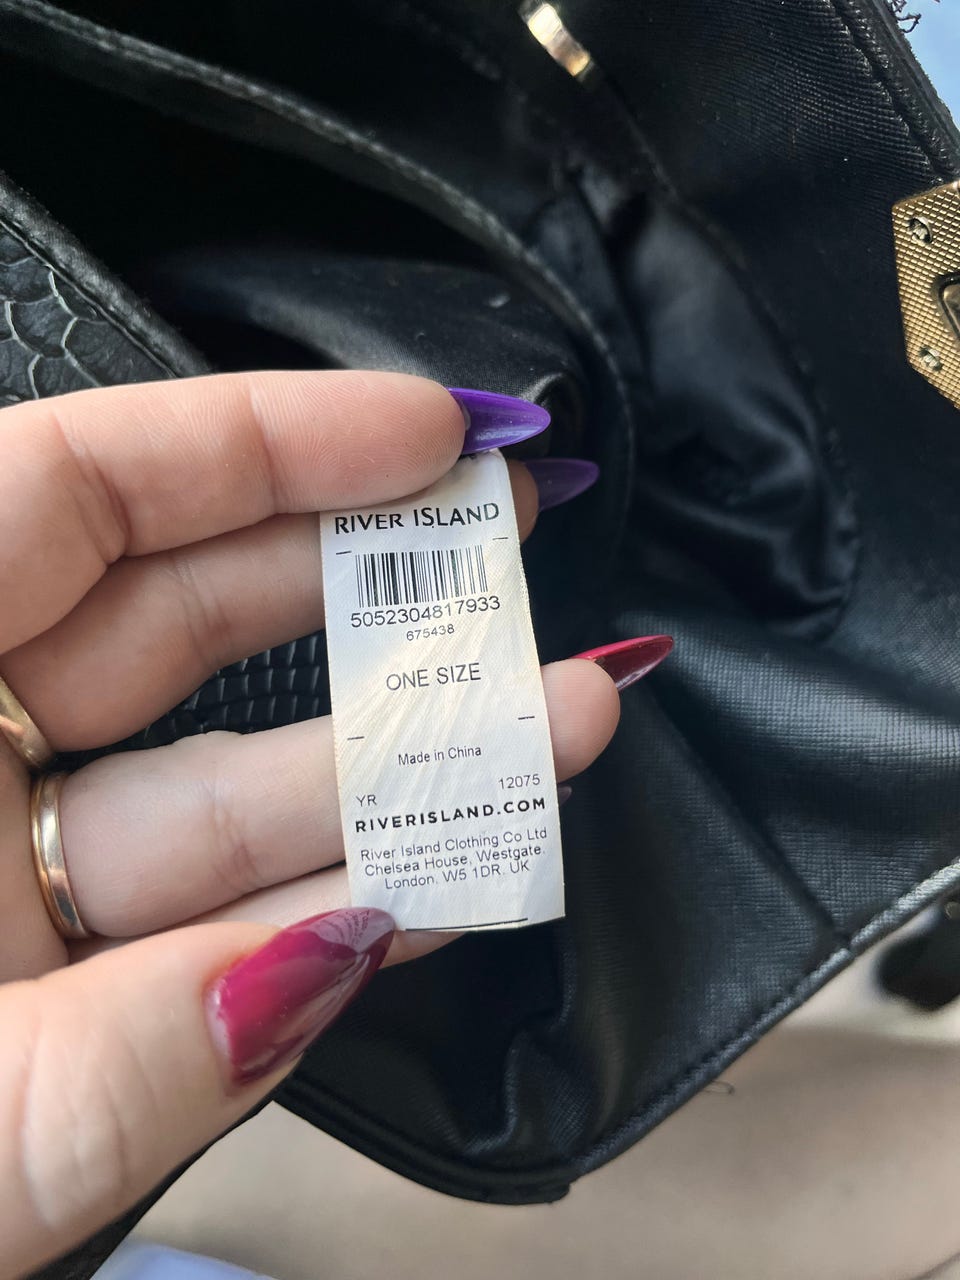 RIVER ISLAND
5052304817933
675438
ONE SIZE
Made in China
YR 12075
RIVERISLAND.COM
River Island Clothing Co Ltd
Chelsea House, Westgate,
London, W5 1DR. UK